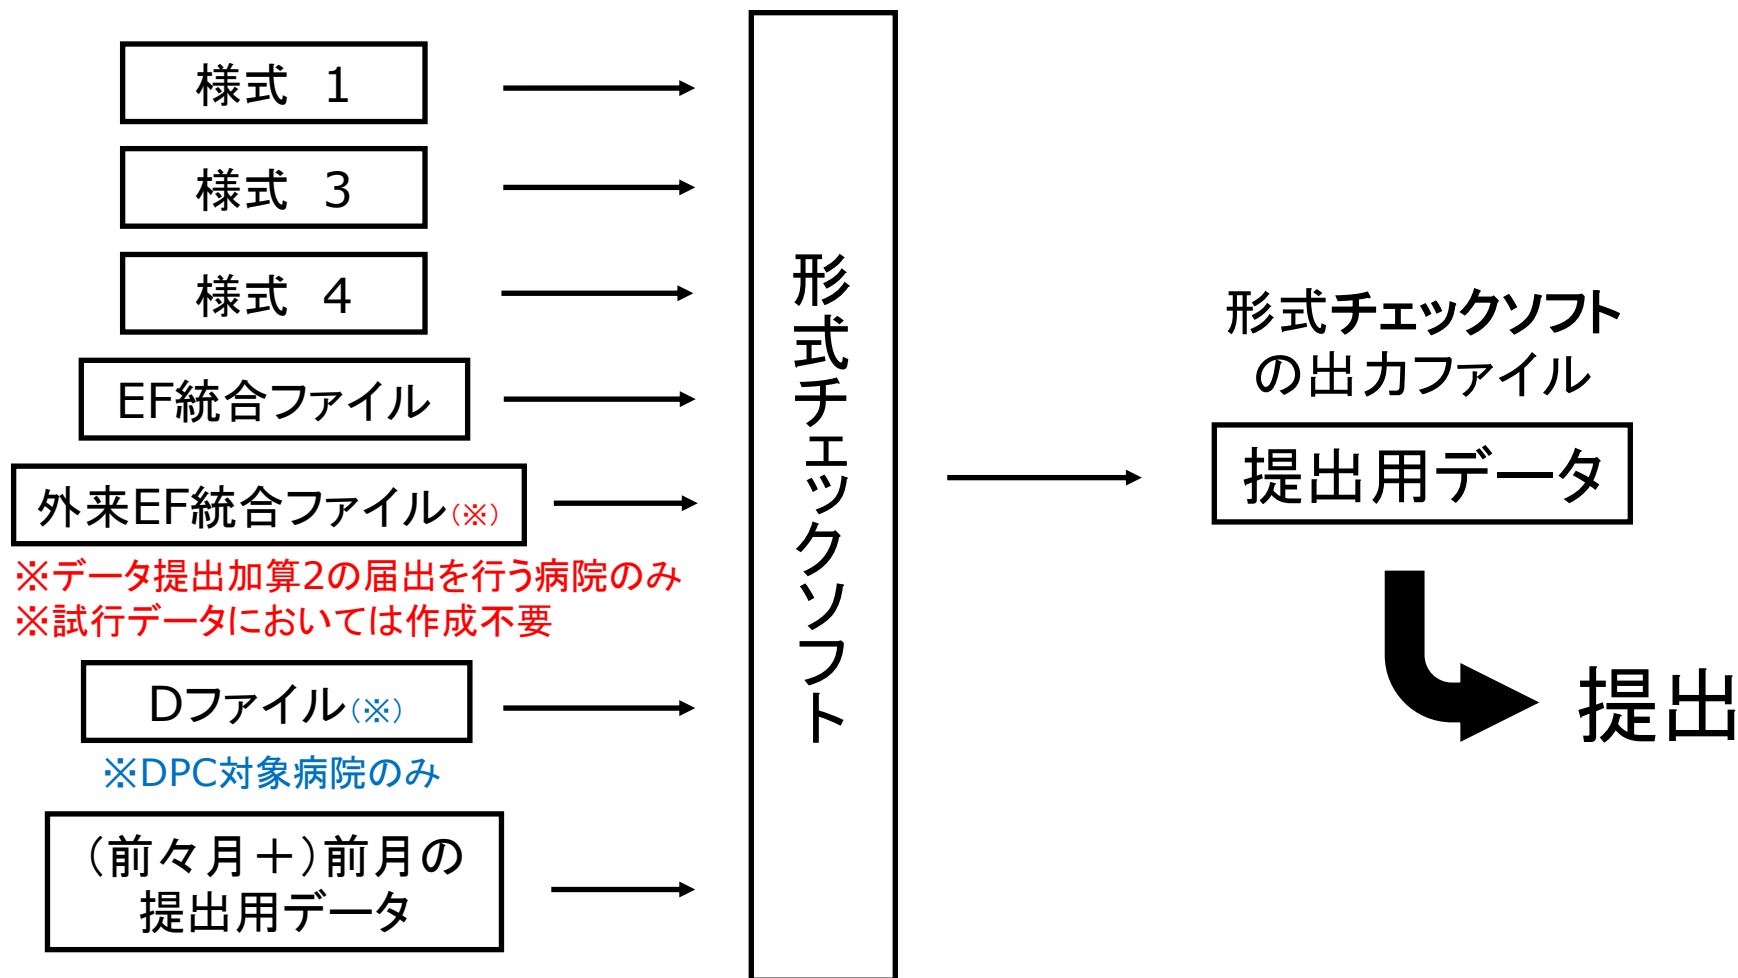 様式 1
様式 3
様式 4
EF統合ファイル
外来EF統合ファイル(※)
※データ提出加算2の届出を行う病院のみ
※試行データにおいては作成不要
Dファイル(※)
※DPC対象病院のみ
(前々月+)前月の
提出用データ
形式チェックソフト
形式チェックソフト
の出力ファイル
提出用データ
提出